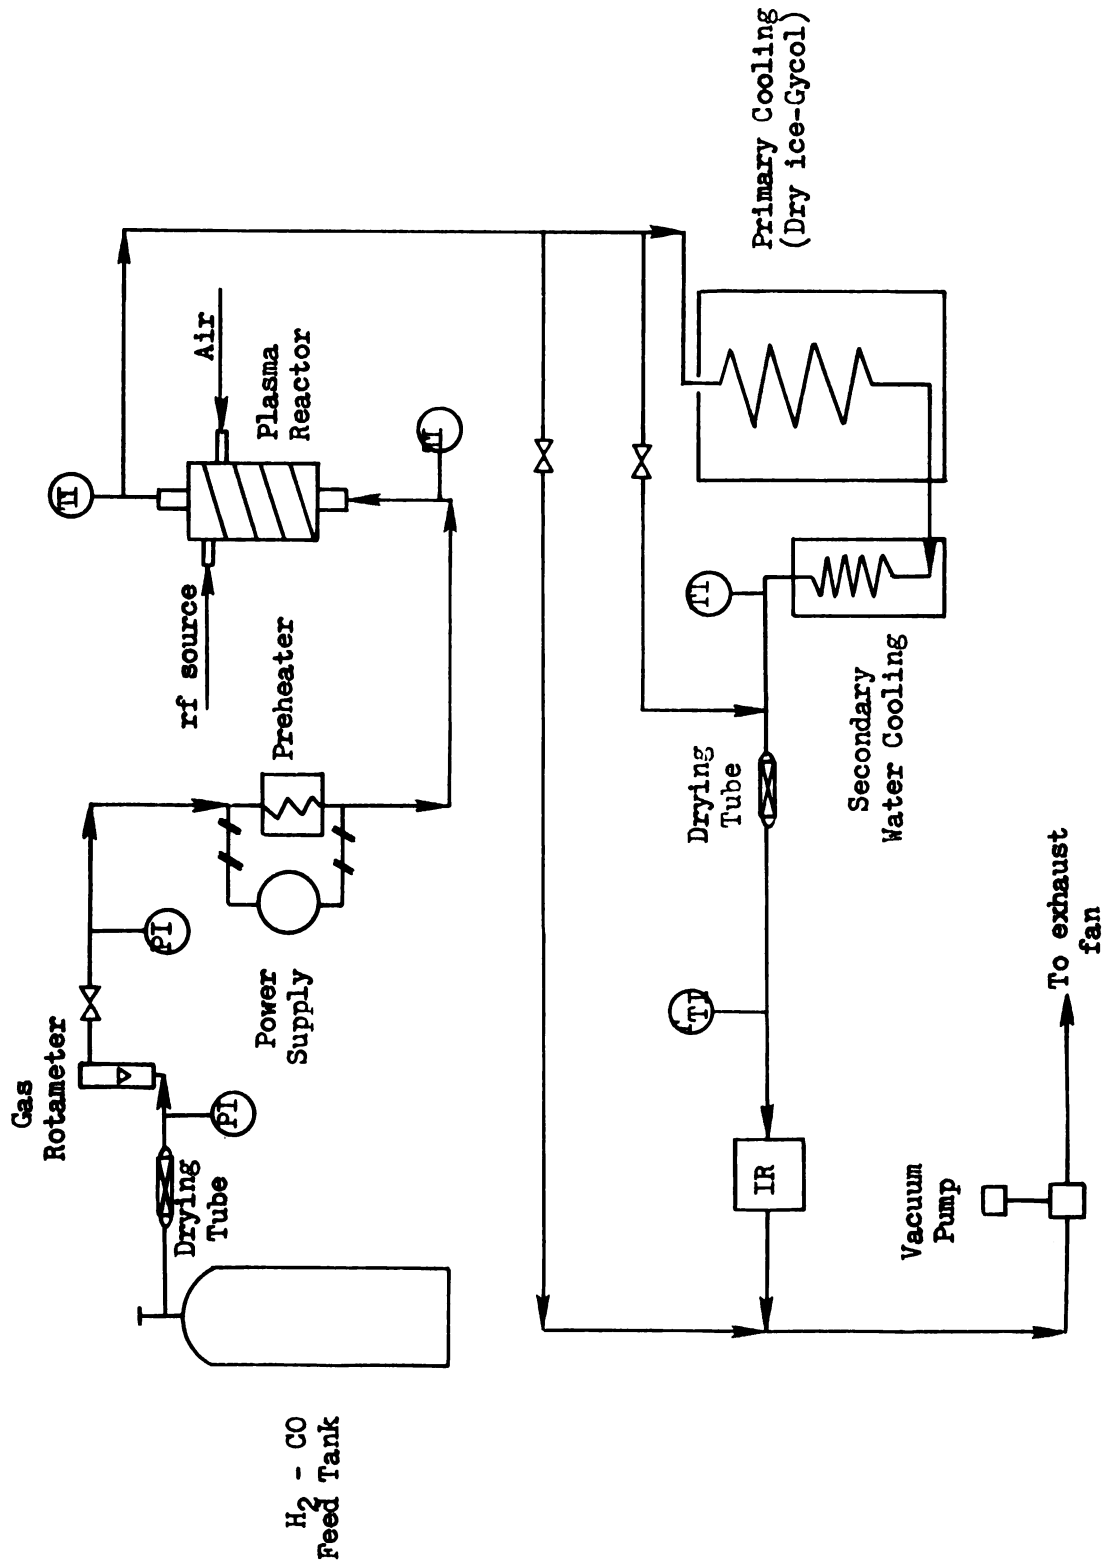 H2 - CO
Feed Tank
Drying
Tube
Gas
Rotameter
PI
PI
Power
Supply
Preheater
rf source
Plasma
Reactor
Air
TI
TI
Primary Cooling
(Dry ice-Gycol)
Secondary
Water Cooling
TI
Drying
Tube
TI
IR
Vacuum
Pump
To exhaust
fan